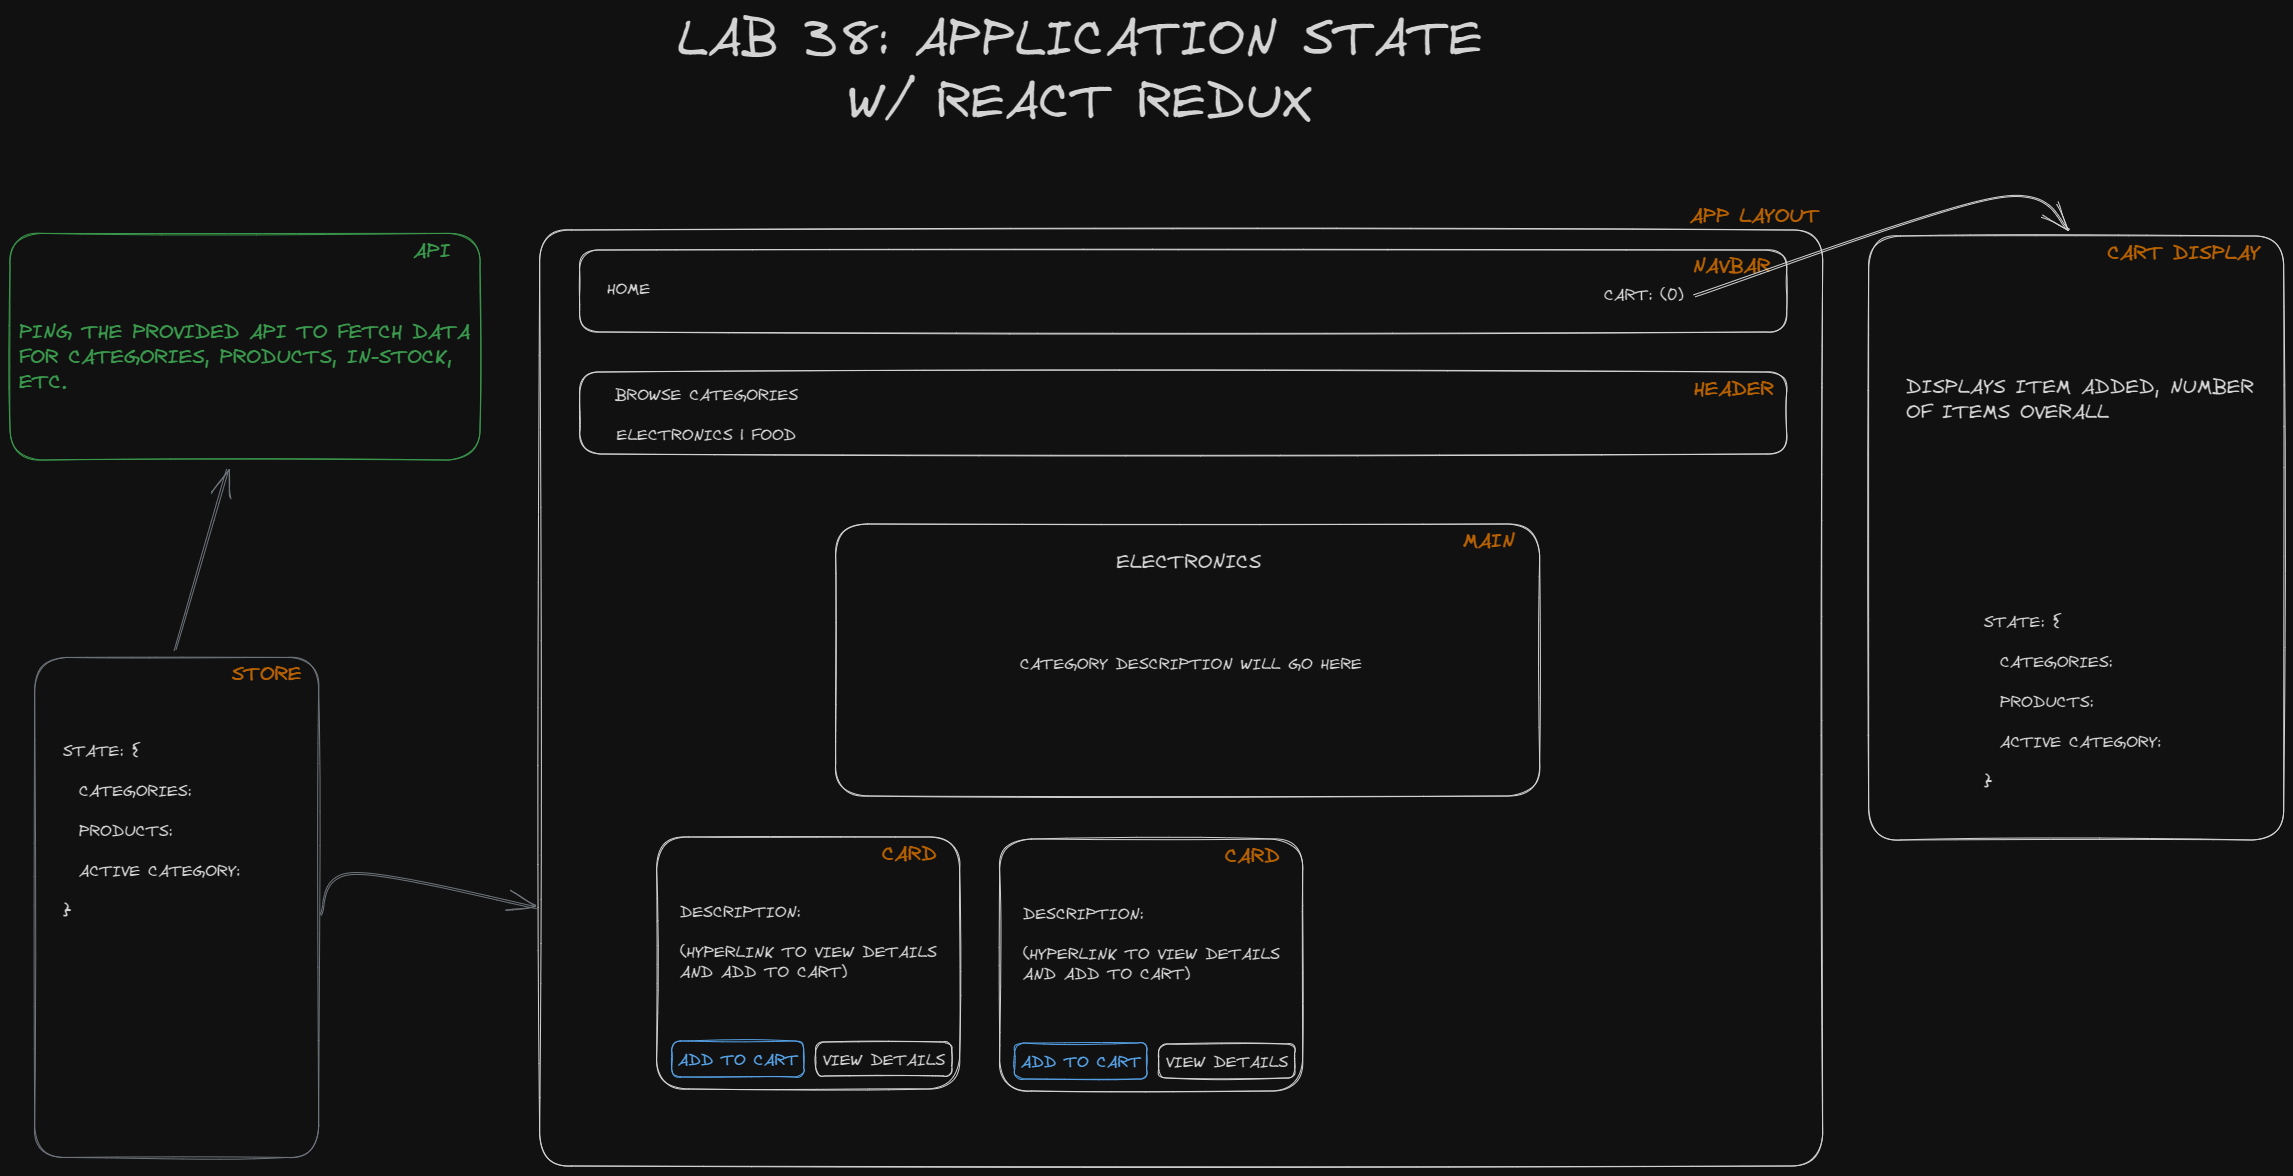 LAB 38: APPLICATION STATE
W/ REACT REDUX
API
PING THE PROVIDED API TO FETCH DATA
FOR CATEGORIES, PRODUCTS, IN-STOCK,
ETC.
STORE
STATE: {
CATEGORIES:
PRODUCTS:
ACTIVE CATEGORY:
}
APP LAYOUT
NAVBAR
HOME
CART: (0)
HEADER
BROWSE CATEGORIES
ELECTRONICS | FOOD
MAIN
ELECTRONICS
CATEGORY DESCRIPTION WILL GO HERE
CARD
DESCRIPTION:
(HYPERLINK TO VIEW DETAILS
AND ADD TO CART)
ADD TO CART
VIEW DETAILS
CARD
DESCRIPTION:
(HYPERLINK TO VIEW DETAILS
AND ADD TO CART)
ADD TO CART
VIEW DETAILS
CART DISPLAY
DISPLAYS ITEM ADDED, NUMBER
OF ITEMS OVERALL
STATE: {
CATEGORIES:
PRODUCTS:
ACTIVE CATEGORY:
}